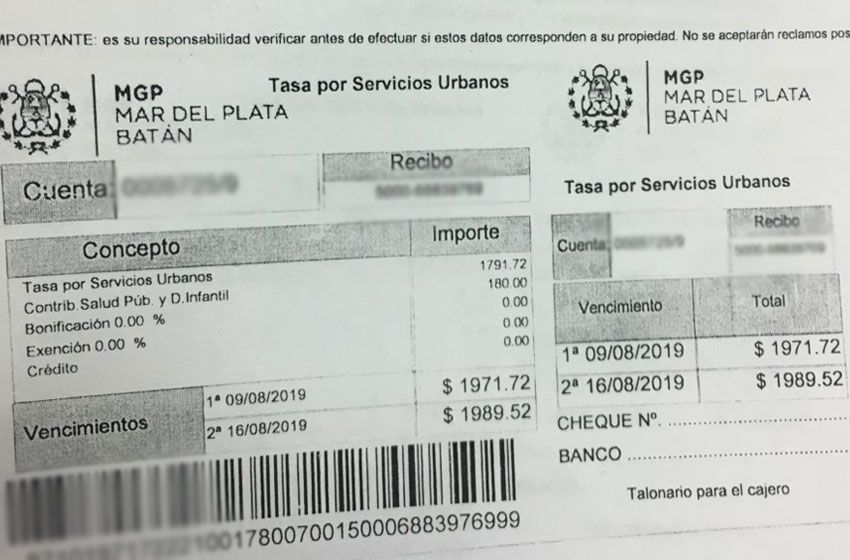 IMPORTANTE: es su responsabilidad verificar antes de efectuar si estos datos corresponden a su propiedad. No se aceptarán reclamos pos
MGP
MAR DEL PLATA
BATÁN
Tasa por Servicios Urbanos
Cuenta:
Recibo
Concepto
Importe
Tasa por Servicios Urbanos 1791.72
Contrib.Salud Púb. y D.Infantil 180.00
Bonificación 0.00 % 0.00
Exención 0.00 % 0.00
Crédito 0.00
Vencimientos
1ª 09/08/2019 $ 1971.72
2ª 16/08/2019 $ 1989.52
17800700150006883976999
MGP
MAR DEL PLATA
BATÁN
Tasa por Servicios Urbanos
Cuenta:
Recibo
Vencimiento Total
1ª 09/08/2019 $ 1971.72
2ª 16/08/2019 $ 1989.52
CHEQUE Nº. ........................
BANCO ........................
Talonario para el cajero